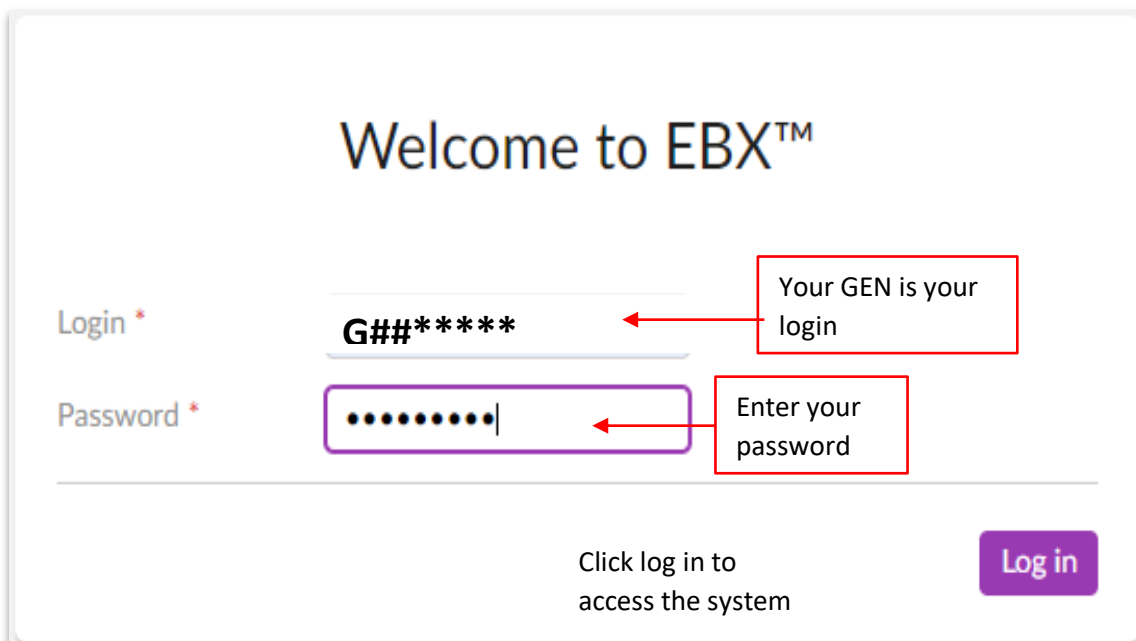 Welcome to EBX™
Your GEN is your
login
Login *
G##*****
Enter your
password
Password *
•••••••••
Click log in to
access the system
Log in